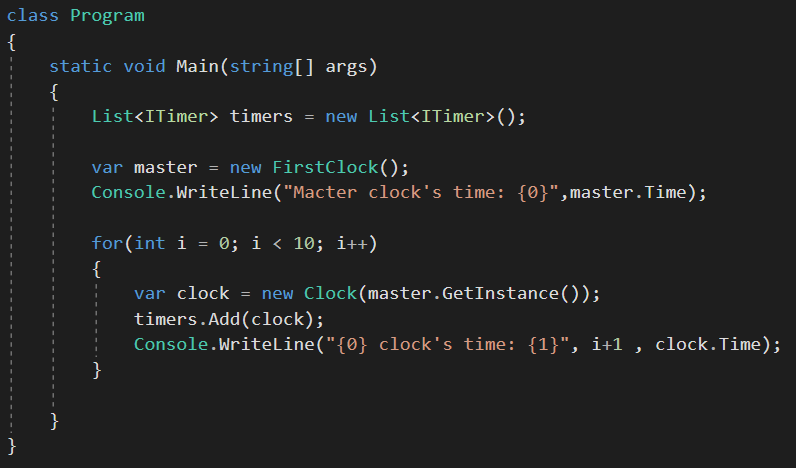 class Program
{
static void Main(string[] args)
{
List<ITimer> timers = new List<ITimer>();
var master = new FirstClock();
Console.WriteLine("Macter clock's time: {0}",master.Time);
for(int i = 0; i < 10; i++)
{
var clock = new Clock(master.GetInstance());
timers.Add(clock);
Console.WriteLine("{0} clock's time: {1}", i+1 , clock.Time);
}
}
}